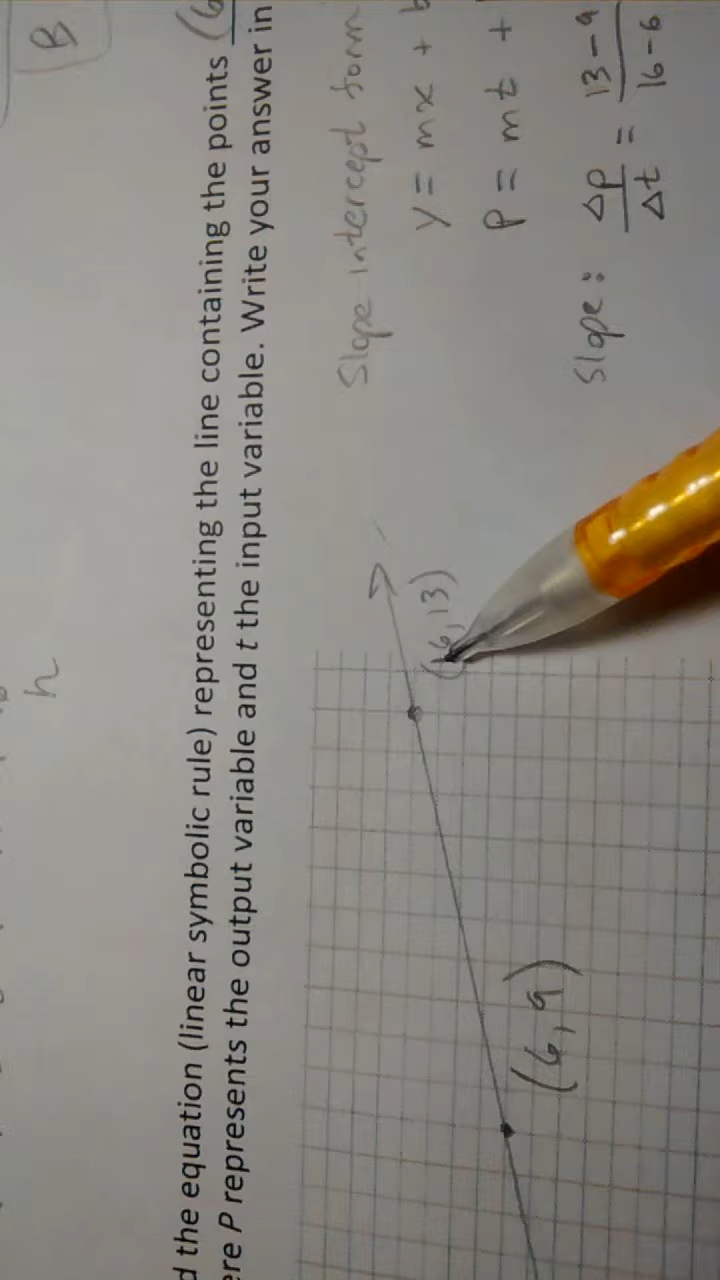 B
h
d the equation (linear symbolic rule) representing the line containing the points (6
ere P represents the output variable and t the input variable. Write your answer in
Slope intercept form
y = mx + b
P = mt +
Slope: ΔP/Δt = 13-9/16-6
(16, 13)
(6, 9)